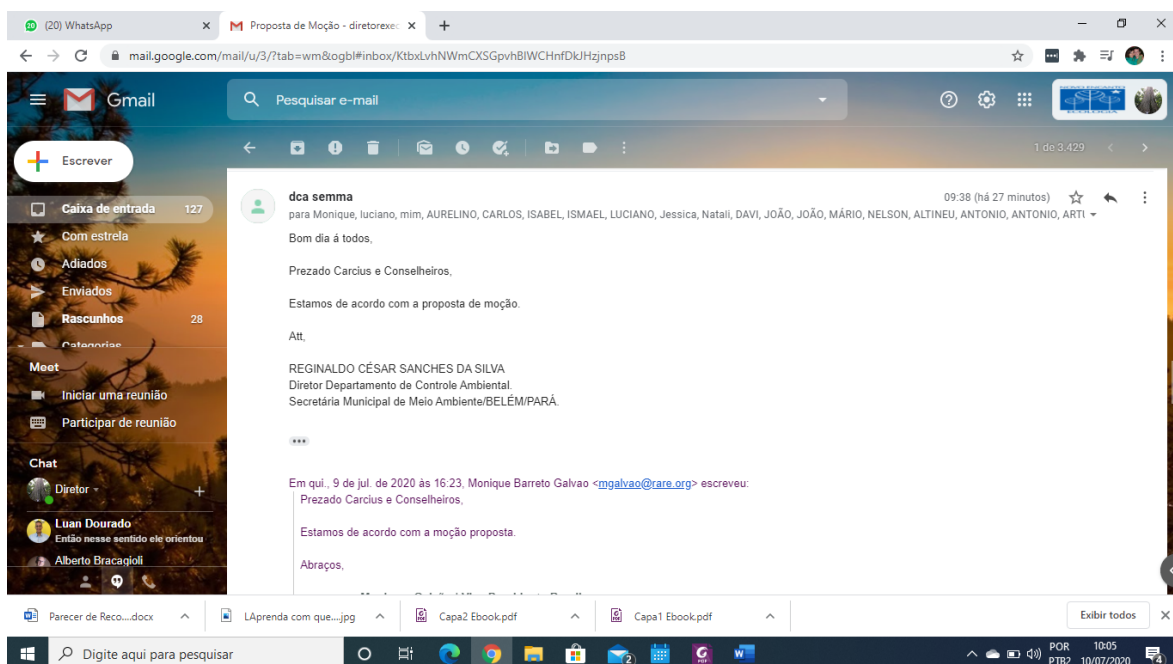 (20) WhatsApp
Proposta de Moção - diretorexec
mail.google.com/mail/u/3/?tab=wm&ogbl#inbox/KtbxLvhNWmCXSGpvhBIWCHnfDkJHzjnpsB
Gmail
Pesquisar e-mail
NOVO ENCANTO
ECOLOGIA
Escrever
1 de 3.429
Caixa de entrada 127
Com estrela
Adiados
Enviados
Rascunhos 28
Categorias
Meet
Iniciar uma reunião
Participar de reunião
Chat
Diretor
Luan Dourado
Então nesse sentido ele orientou
Alberto Bracagioli
dca semma 09:38 (há 27 minutos)
para Monique, luciano, mim, AURELINO, CARLOS, ISABEL, ISMAEL, LUCIANO, Jessica, Natali, DAVI, JOÃO, JOÃO, MÁRIO, NELSON, ALTINEU, ANTONIO, ANTONIO, ARTU
Bom dia á todos,
Prezado Carcius e Conselheiros,
Estamos de acordo com a proposta de moção.
Att,
REGINALDO CÉSAR SANCHES DA SILVA
Diretor Departamento de Controle Ambiental.
Secretária Municipal de Meio Ambiente/BELÉM/PARÁ.
Em qui., 9 de jul. de 2020 às 16:23, Monique Barreto Galvao <mgalvao@rare.org> escreveu:
Prezado Carcius e Conselheiros,
Estamos de acordo com a moção proposta.
Abraços,
Parecer de Reco....docx
LAprenda com que....jpg
Capa2 Ebook.pdf
Capa1 Ebook.pdf
Exibir todos
Digite aqui para pesquisar
POR 10:05
PTB2 10/07/2020